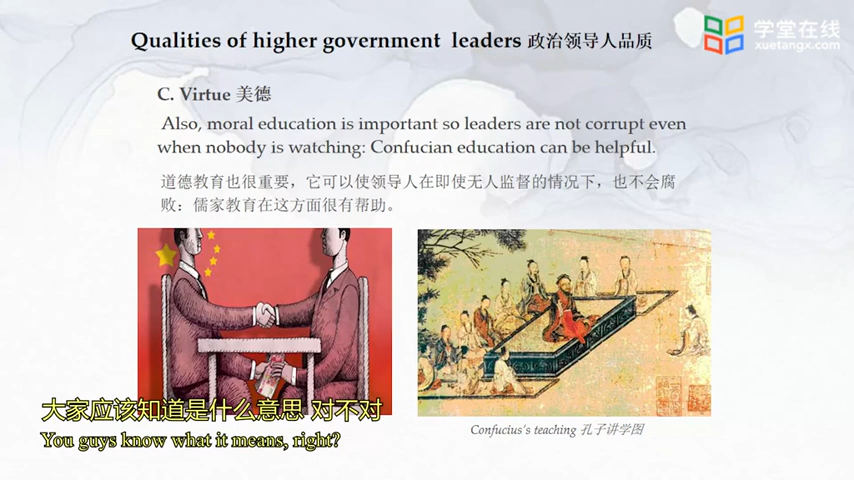 Qualities of higher government leaders 政治领导人品质
学堂在线
xuetangx.com
C. Virtue 美德
Also, moral education is important so leaders are not corrupt even
when nobody is watching: Confucian education can be helpful.
道德教育也很重要，它可以使领导人在即使无人监督的情况下，也不会腐
败：儒家教育在这方面很有帮助。
大家应该知道是什么意思 对不对
You guys know what it means, right?
Confucius's teaching 孔子讲学图